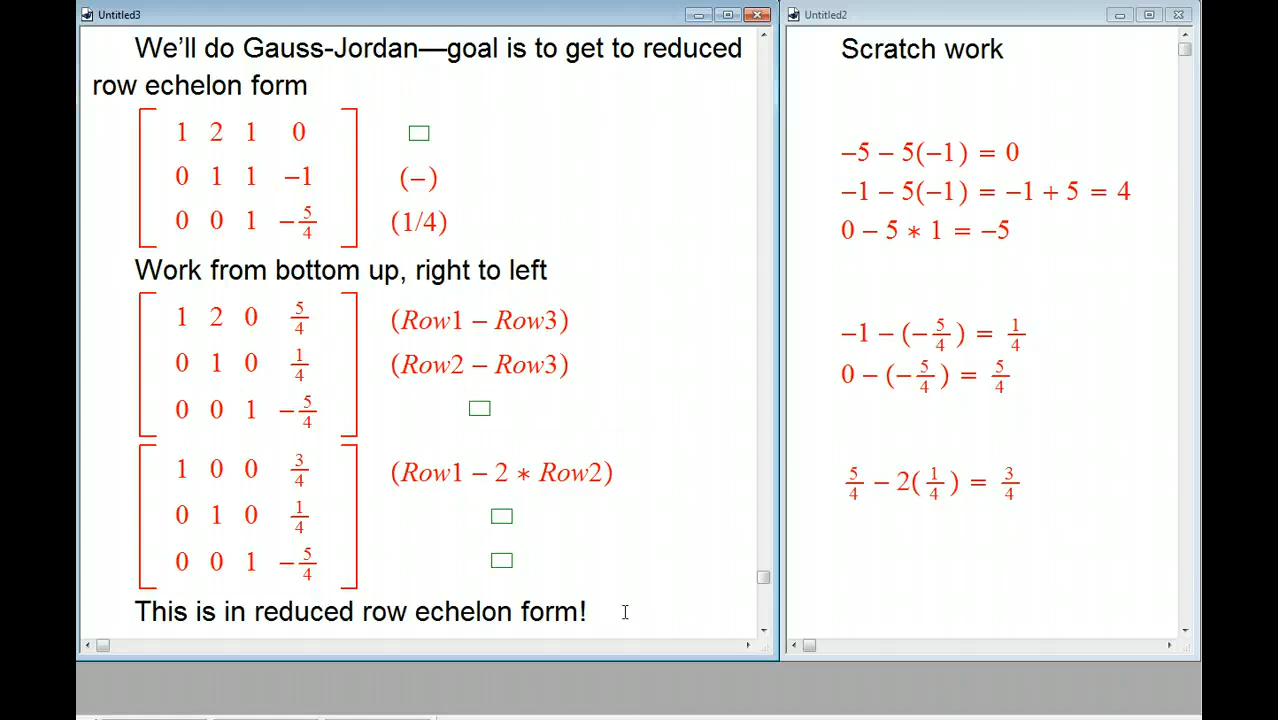 Untitled3
We'll do Gauss-Jordan—goal is to get to reduced
row echelon form
1 2 1 0
0 1 1 −1 (−)
0 0 1 −5/4 (1/4)
Work from bottom up, right to left
1 2 0 5/4 (Row1 − Row3)
0 1 0 1/4 (Row2 − Row3)
0 0 1 −5/4
1 0 0 3/4 (Row1 − 2 * Row2)
0 1 0 1/4
0 0 1 −5/4
This is in reduced row echelon form!
Untitled2
Scratch work
−5 − 5(−1) = 0
−1 − 5(−1) = −1 + 5 = 4
0 − 5 * 1 = −5
−1 − (−5/4) = 1/4
0 − (−5/4) = 5/4
5/4 − 2(1/4) = 3/4